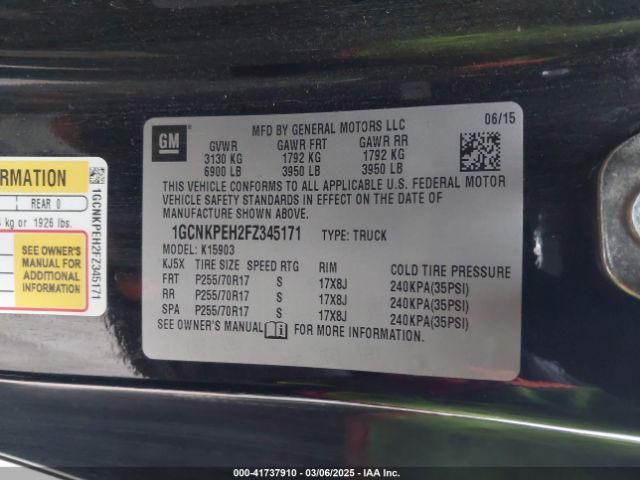 RMATION
REAR 0
kg or 1926 lbs.
SEE OWNER'S
MANUAL FOR
ADDITIONAL
INFORMATION
1GCNKPEH2FZ345171
GM
MFD BY GENERAL MOTORS LLC
06/15
GVWR GAWR FRT GAWR RR
3130 KG 1792 KG 1792 KG
6900 LB 3950 LB 3950 LB
THIS VEHICLE CONFORMS TO ALL APPLICABLE U.S. FEDERAL MOTOR
VEHICLE SAFETY STANDARDS IN EFFECT ON THE DATE OF
MANUFACTURE SHOWN ABOVE.
1GCNKPEH2FZ345171 TYPE: TRUCK
MODEL: K15903
KJ5X TIRE SIZE SPEED RTG RIM COLD TIRE PRESSURE
FRT P255/70R17 S 17X8J 240KPA(35PSI)
RR P255/70R17 S 17X8J 240KPA(35PSI)
SPA P255/70R17 S 17X8J 240KPA(35PSI)
SEE OWNER'S MANUAL FOR MORE INFORMATION.
(0)-41737910 - 03/06/2025 - IAA Inc.